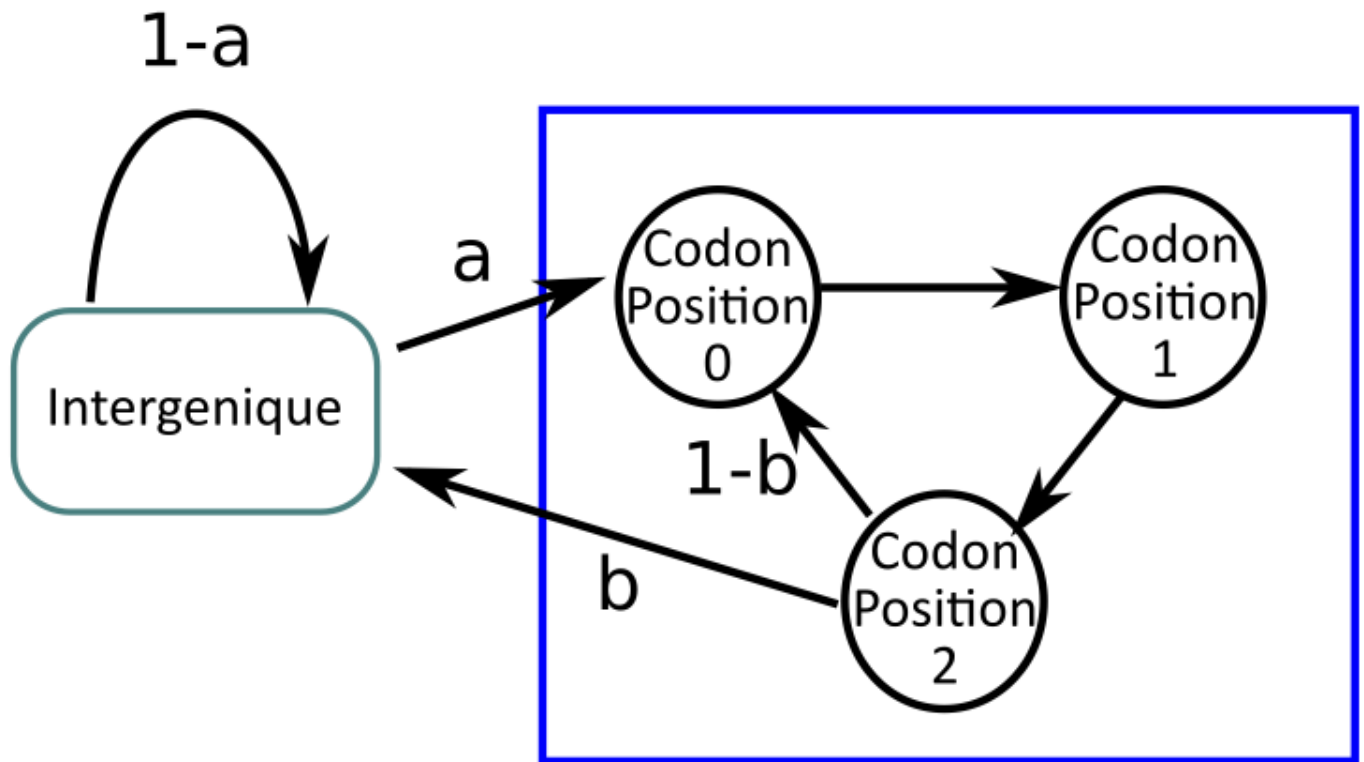 1-a
a
Codon
Position
0
Codon
Position
1
Intergenique
1-b
b
Codon
Position
2